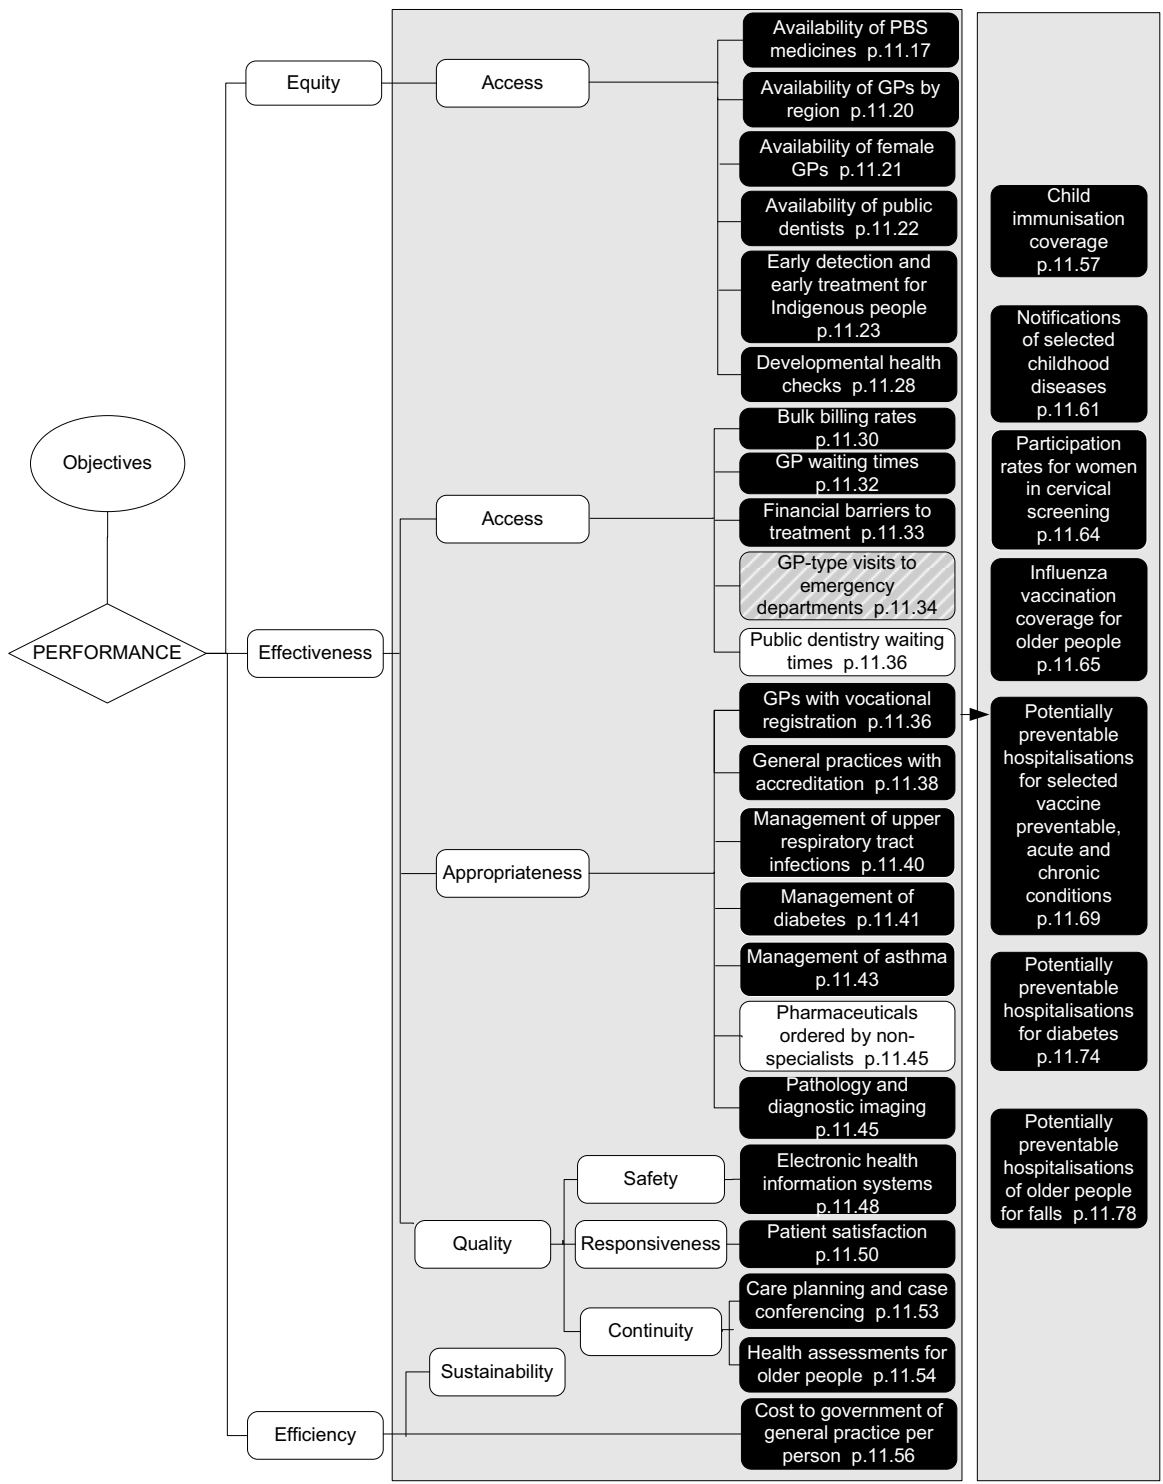 Objectives
PERFORMANCE
Equity
Access
Availability of PBS
medicines p.11.17
Availability of GPs by
region p.11.20
Availability of female
GPs p.11.21
Availability of public
dentists p.11.22
Early detection and
early treatment for
Indigenous people
p.11.23
Developmental health
checks p.11.28
Effectiveness
Access
Bulk billing rates
p.11.30
GP waiting times
p.11.32
Financial barriers to
treatment p.11.33
GP-type visits to
emergency
departments p.11.34
Public dentistry waiting
times p.11.36
Appropriateness
GPs with vocational
registration p.11.36
General practices with
accreditation p.11.38
Management of upper
respiratory tract
infections p.11.40
Management of
diabetes p.11.41
Management of asthma
p.11.43
Pharmaceuticals
ordered by non-
specialists p.11.45
Pathology and
diagnostic imaging
p.11.45
Quality
Safety
Electronic health
information systems
p.11.48
Responsiveness
Patient satisfaction
p.11.50
Continuity
Care planning and case
conferencing p.11.53
Health assessments for
older people p.11.54
Efficiency
Sustainability
Cost to government of
general practice per
person p.11.56
Child
immunisation
coverage
p.11.57
Notifications
of selected
childhood
diseases
p.11.61
Participation
rates for women
in cervical
screening
p.11.64
Influenza
vaccination
coverage for
older people
p.11.65
Potentially
preventable
hospitalisations
for selected
vaccine
preventable,
acute and
chronic
conditions
p.11.69
Potentially
preventable
hospitalisations
for diabetes
p.11.74
Potentially
preventable
hospitalisations
of older people
for falls p.11.78